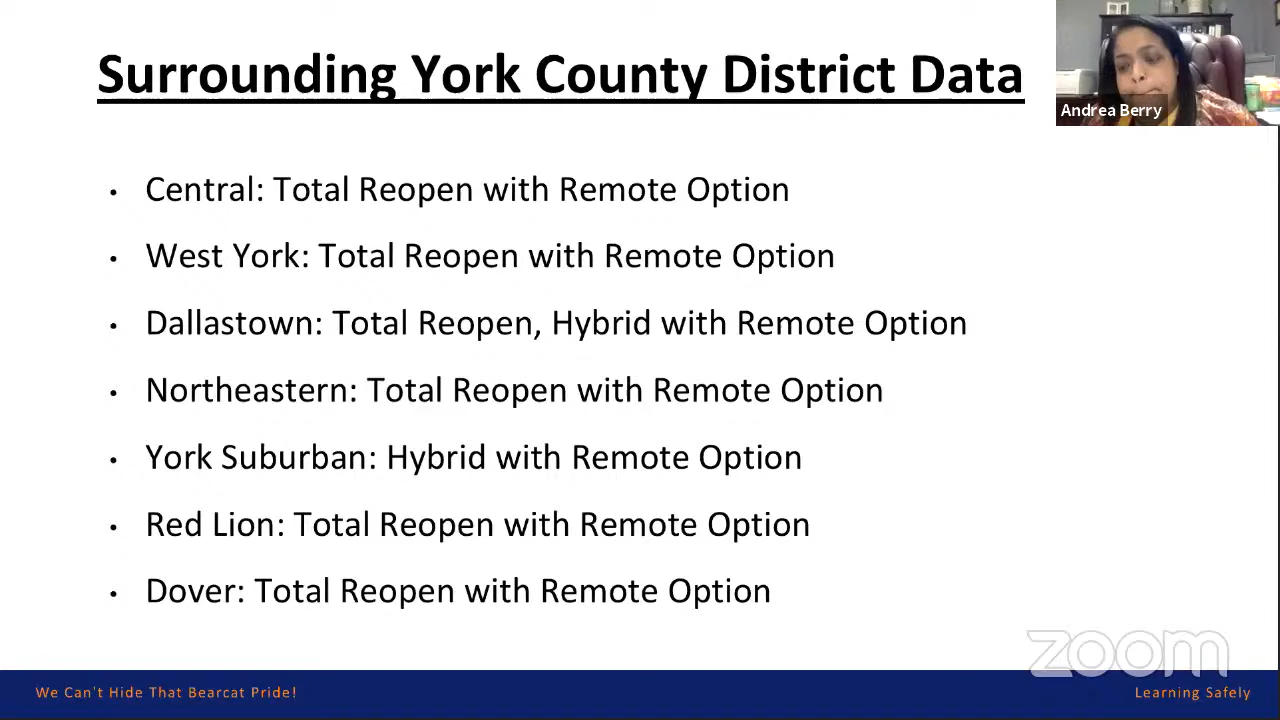 Surrounding York County District Data
Andrea Berry
• Central: Total Reopen with Remote Option
• West York: Total Reopen with Remote Option
• Dallastown: Total Reopen, Hybrid with Remote Option
• Northeastern: Total Reopen with Remote Option
• York Suburban: Hybrid with Remote Option
• Red Lion: Total Reopen with Remote Option
• Dover: Total Reopen with Remote Option
zoom
We Can't Hide That Bearcat Pride!
Learning Safely